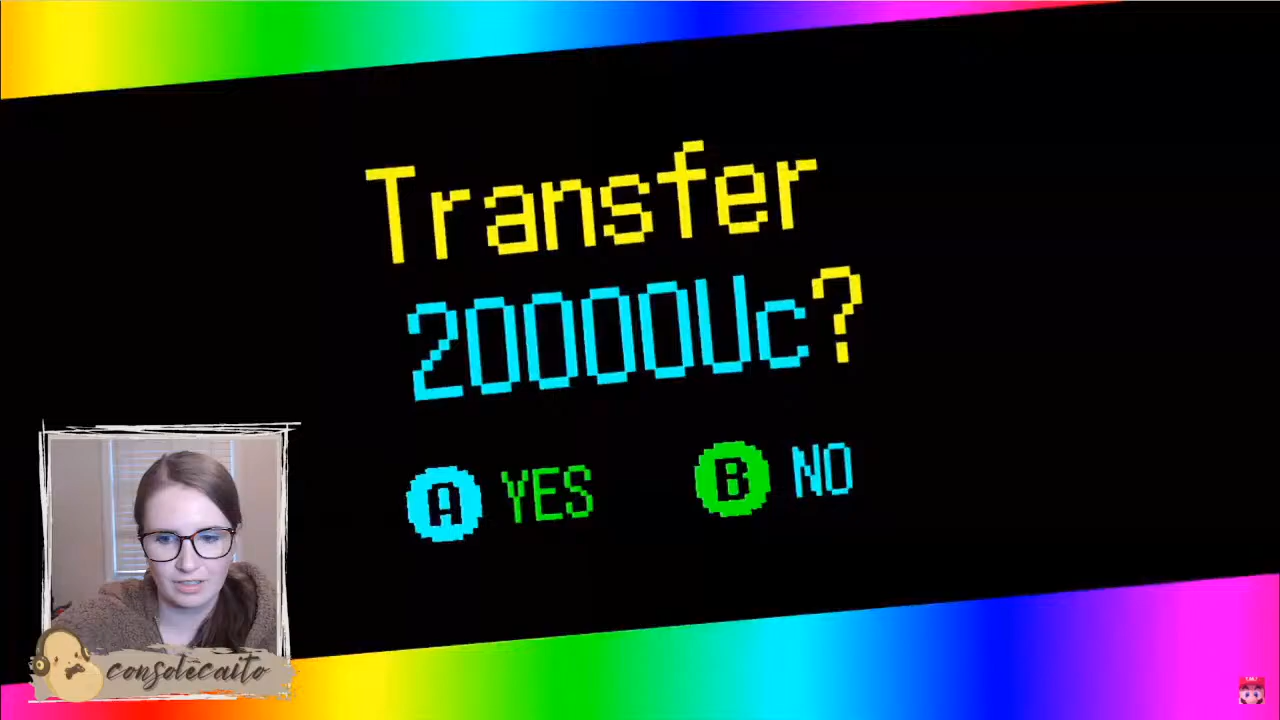 Transfer
20000Uc?
A YES B NO
consolecaito